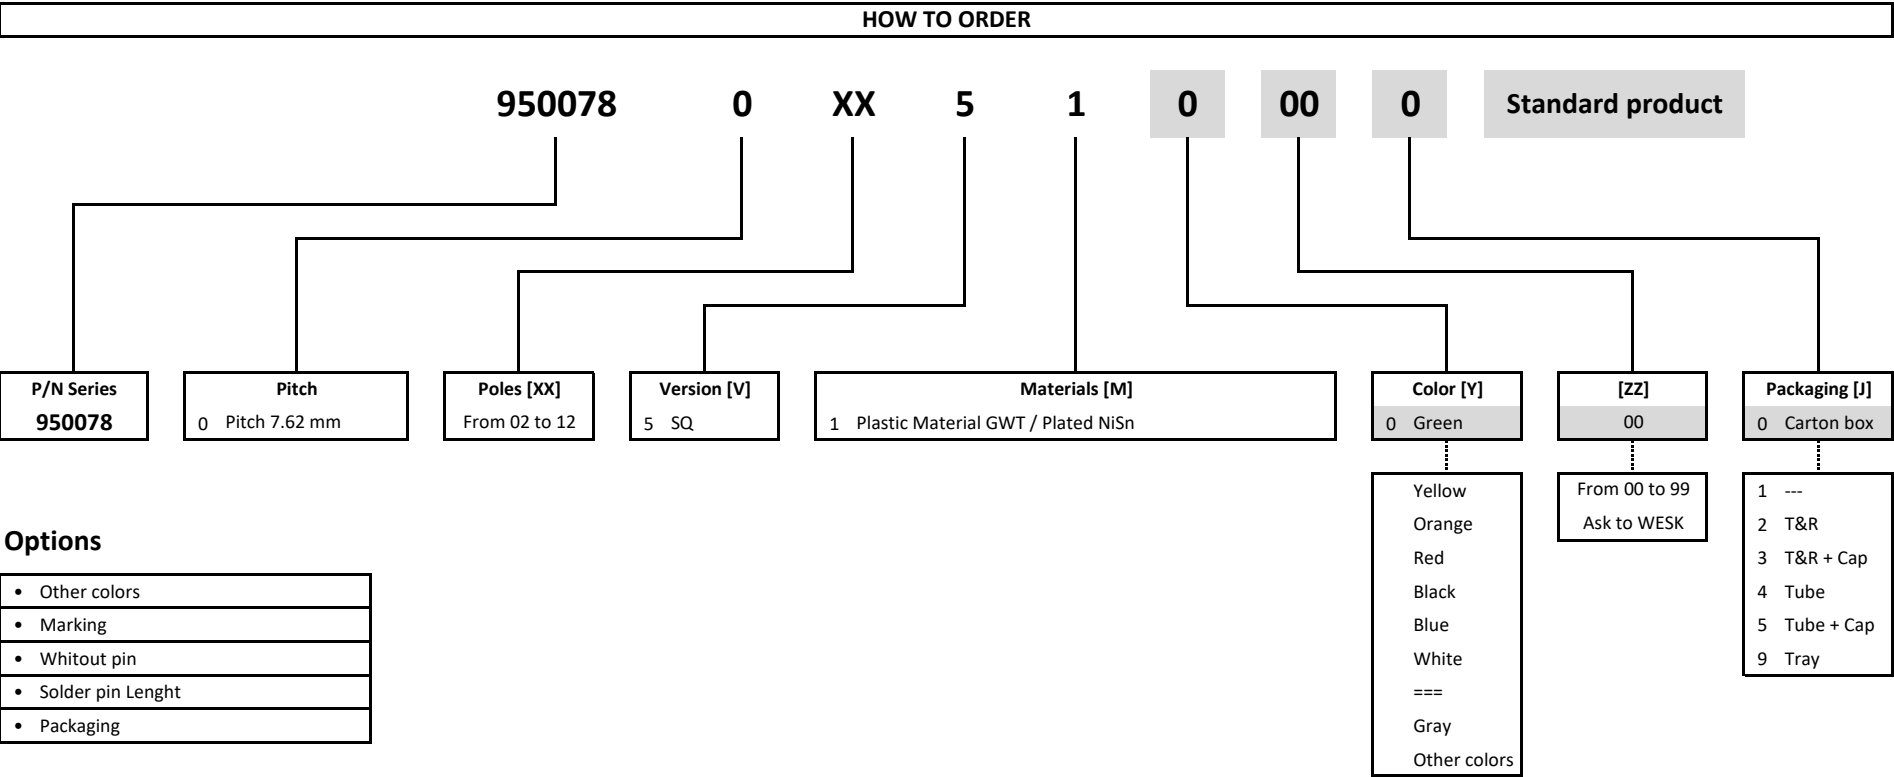 HOW TO ORDER
950078 0 XX 5 1 0 00 0 Standard product
P/N Series
950078
Pitch
0 Pitch 7.62 mm
Poles [XX]
From 02 to 12
Version [V]
5 SQ
Materials [M]
1 Plastic Material GWT / Plated NiSn
Color [Y]
0 Green
Yellow
Orange
Red
Black
Blue
White
===
Gray
Other colors
[ZZ]
00
From 00 to 99
Ask to WESK
Packaging [J]
0 Carton box
1 ---
2 T&R
3 T&R + Cap
4 Tube
5 Tube + Cap
9 Tray
Options
• Other colors
• Marking
• Whitout pin
• Solder pin Lenght
• Packaging